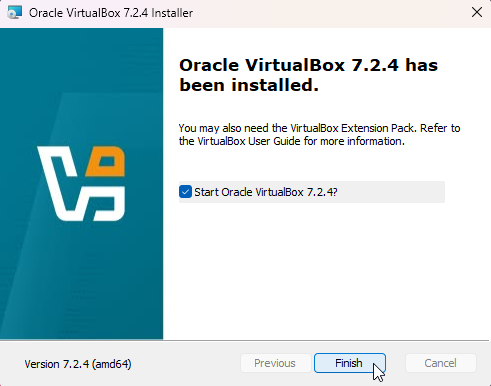 Oracle VirtualBox 7.2.4 Installer
Oracle VirtualBox 7.2.4 has
been installed.
You may also need the VirtualBox Extension Pack. Refer to
the VirtualBox User Guide for more information.
Start Oracle VirtualBox 7.2.4?
Version 7.2.4 (amd64)
Previous
Finish
Cancel